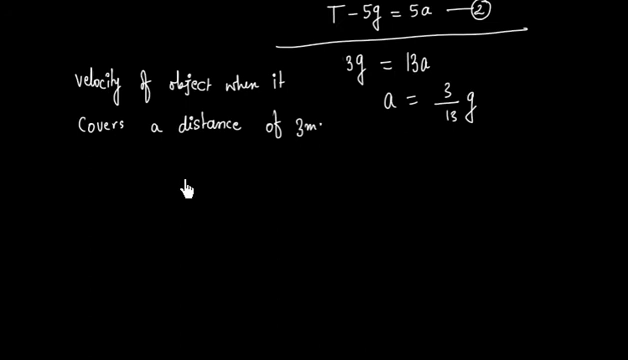 T - 5g = 5a —②
3g = 13a
velocity of object when it
a = 3/13 g
Covers a distance of 3m.